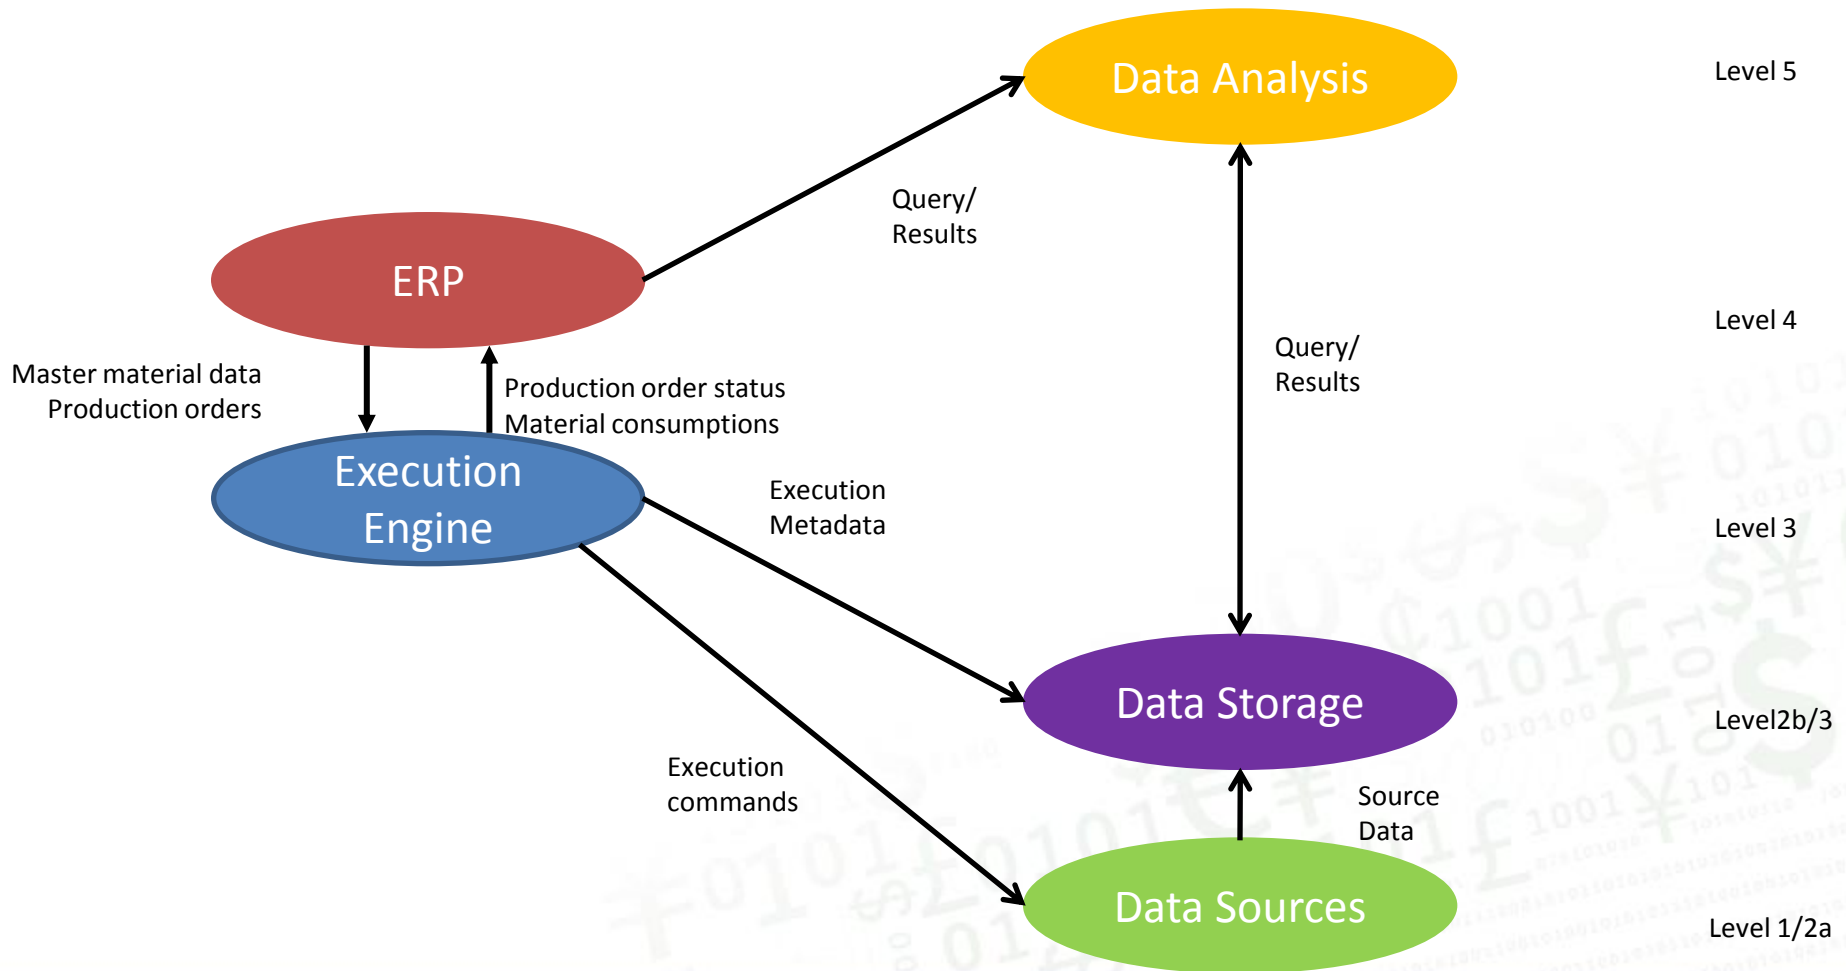 Data Analysis
Level 5
Query/
Results
ERP
Level 4
Master material data
Production orders
Production order status
Material consumptions
Query/
Results
Execution
Engine
Execution
Metadata
Level 3
Data Storage
Level2b/3
Execution
commands
Source
Data
Data Sources
Level 1/2a